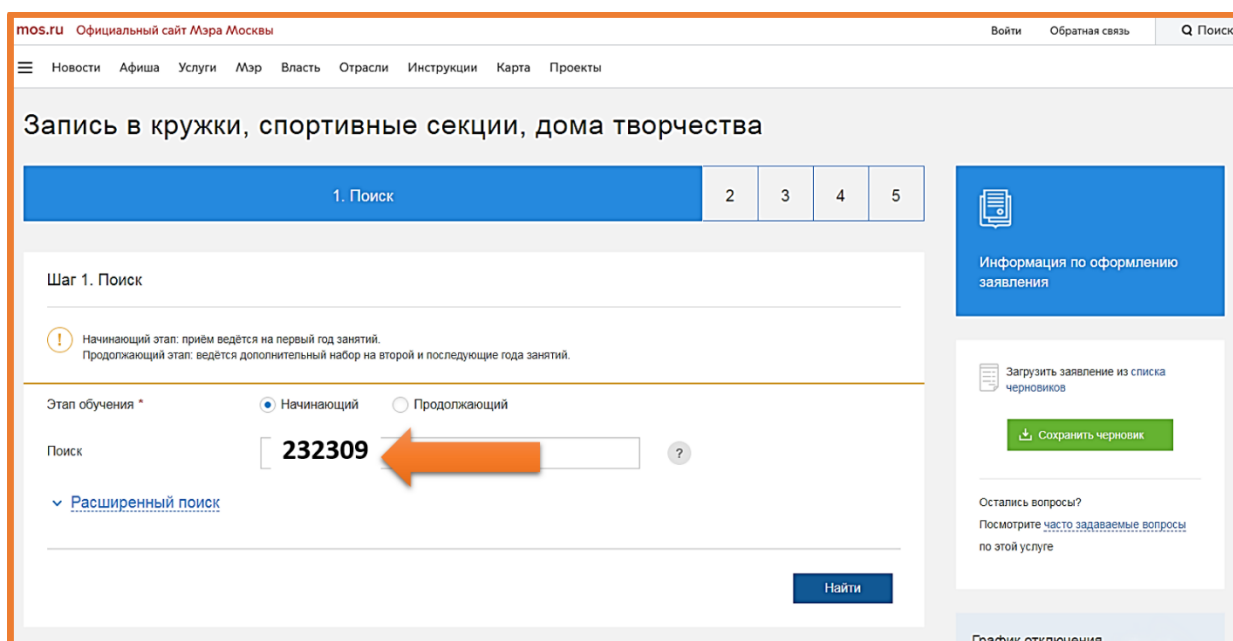 mos.ru Официальный сайт Мэра Москвы
Войти Обратная связь Поиск
Новости Афиша Услуги Мэр Власть Отрасли Инструкции Карта Проекты
Запись в кружки, спортивные секции, дома творчества
1. Поиск 2 3 4 5
Шаг 1. Поиск
! Начинающий этап: приём ведётся на первый год занятий.
Продолжающий этап: ведётся дополнительный набор на второй и последующие года занятий.
Этап обучения * Начинающий Продолжающий
Поиск 232309 ?
Расширенный поиск
Найти
Информация по оформлению
заявления
Загрузить заявление из списка
черновиков
Сохранить черновик
Остались вопросы?
Посмотрите часто задаваемые вопросы
по этой услуге
График отключения